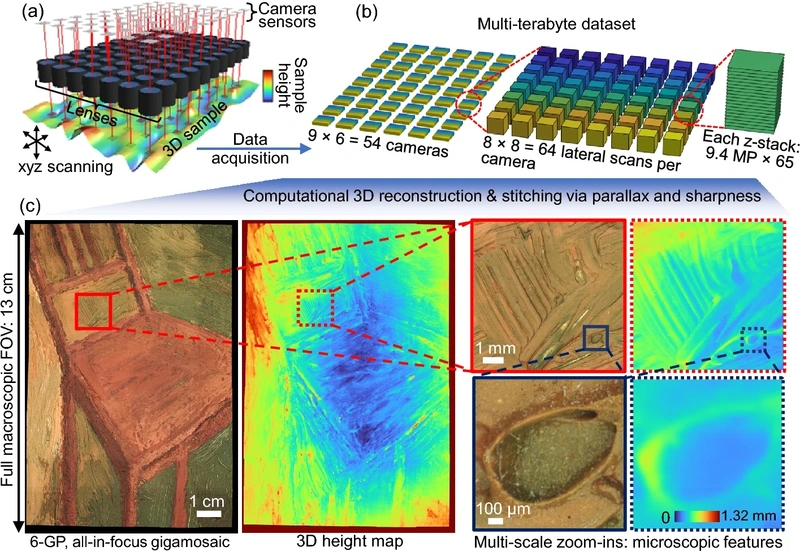 (a)
Camera
sensors
Sample
height
Lenses
3D sample
xyz scanning
Data
acquisition
(b)
Multi-terabyte dataset
9 × 6 = 54 cameras
8 × 8 = 64 lateral scans per
camera
Each z-stack:
9.4 MP × 65
Computational 3D reconstruction & stitching via parallax and sharpness
(c)
Full macroscopic FOV: 13 cm
1 cm
1 mm
100 µm
0
1.32 mm
6-GP, all-in-focus gigamosaic
3D height map
Multi-scale zoom-ins: microscopic features